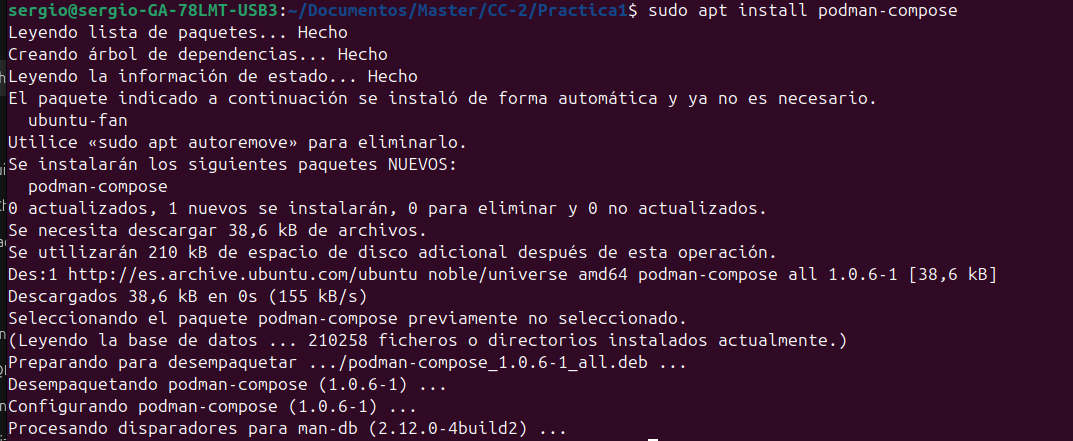 sergio@sergio-GA-78LMT-USB3:~/Documentos/Master/CC-2/Practica1$ sudo apt install podman-compose
Leyendo lista de paquetes... Hecho
Creando árbol de dependencias... Hecho
Leyendo la información de estado... Hecho
El paquete indicado a continuación se instaló de forma automática y ya no es necesario.
  ubuntu-fan
Utilice «sudo apt autoremove» para eliminarlo.
Se instalarán los siguientes paquetes NUEVOS:
  podman-compose
0 actualizados, 1 nuevos se instalarán, 0 para eliminar y 0 no actualizados.
Se necesita descargar 38,6 kB de archivos.
Se utilizarán 210 kB de espacio de disco adicional después de esta operación.
Des:1 http://es.archive.ubuntu.com/ubuntu noble/universe amd64 podman-compose all 1.0.6-1 [38,6 kB]
Descargados 38,6 kB en 0s (155 kB/s)
Seleccionando el paquete podman-compose previamente no seleccionado.
(Leyendo la base de datos ... 210258 ficheros o directorios instalados actualmente.)
Preparando para desempaquetar .../podman-compose_1.0.6-1_all.deb ...
Desempaquetando podman-compose (1.0.6-1) ...
Configurando podman-compose (1.0.6-1) ...
Procesando disparadores para man-db (2.12.0-4build2) ...